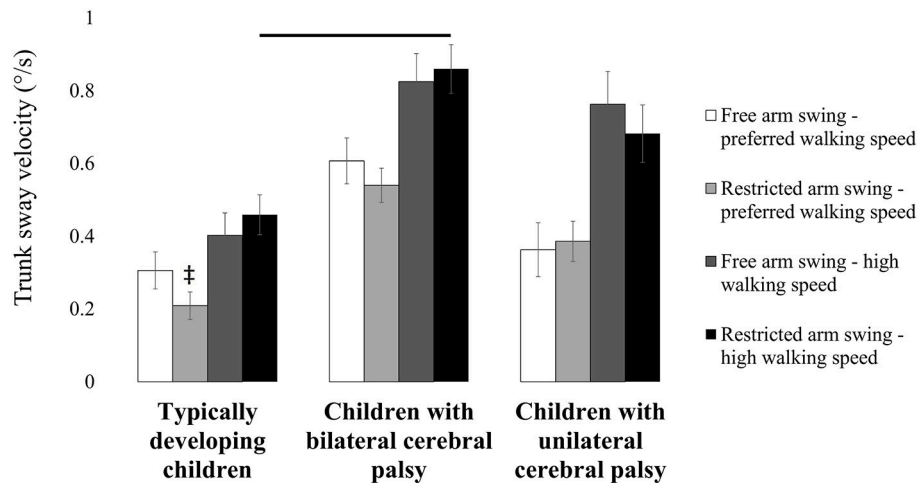 Trunk sway velocity (°/s)
1
0.8
0.6
0.4
0.2
0
‡
Typically
developing
children
Children with
bilateral cerebral
palsy
Children with
unilateral
cerebral palsy
Free arm swing -
preferred walking speed
Restricted arm swing -
preferred walking speed
Free arm swing - high
walking speed
Restricted arm swing -
high walking speed